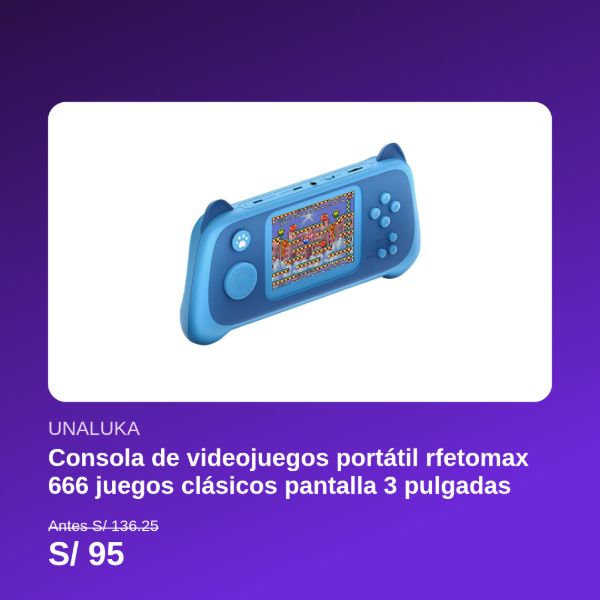 UNALUKA
Consola de videojuegos portátil rfetomax
666 juegos clásicos pantalla 3 pulgadas
Antes S/ 136.25
S/ 95